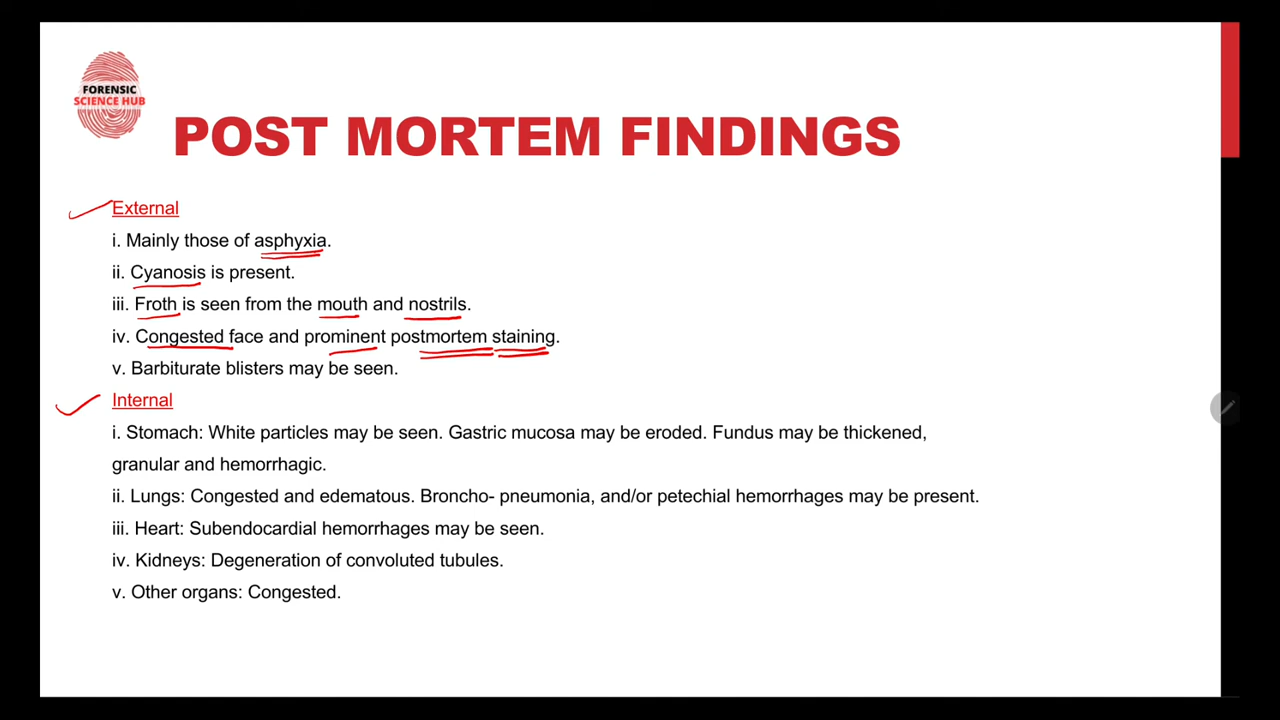 FORENSIC
SCIENCE HUB
POST MORTEM FINDINGS
External
i. Mainly those of asphyxia.
ii. Cyanosis is present.
iii. Froth is seen from the mouth and nostrils.
iv. Congested face and prominent postmortem staining.
v. Barbiturate blisters may be seen.
Internal
i. Stomach: White particles may be seen. Gastric mucosa may be eroded. Fundus may be thickened,
granular and hemorrhagic.
ii. Lungs: Congested and edematous. Broncho- pneumonia, and/or petechial hemorrhages may be present.
iii. Heart: Subendocardial hemorrhages may be seen.
iv. Kidneys: Degeneration of convoluted tubules.
v. Other organs: Congested.